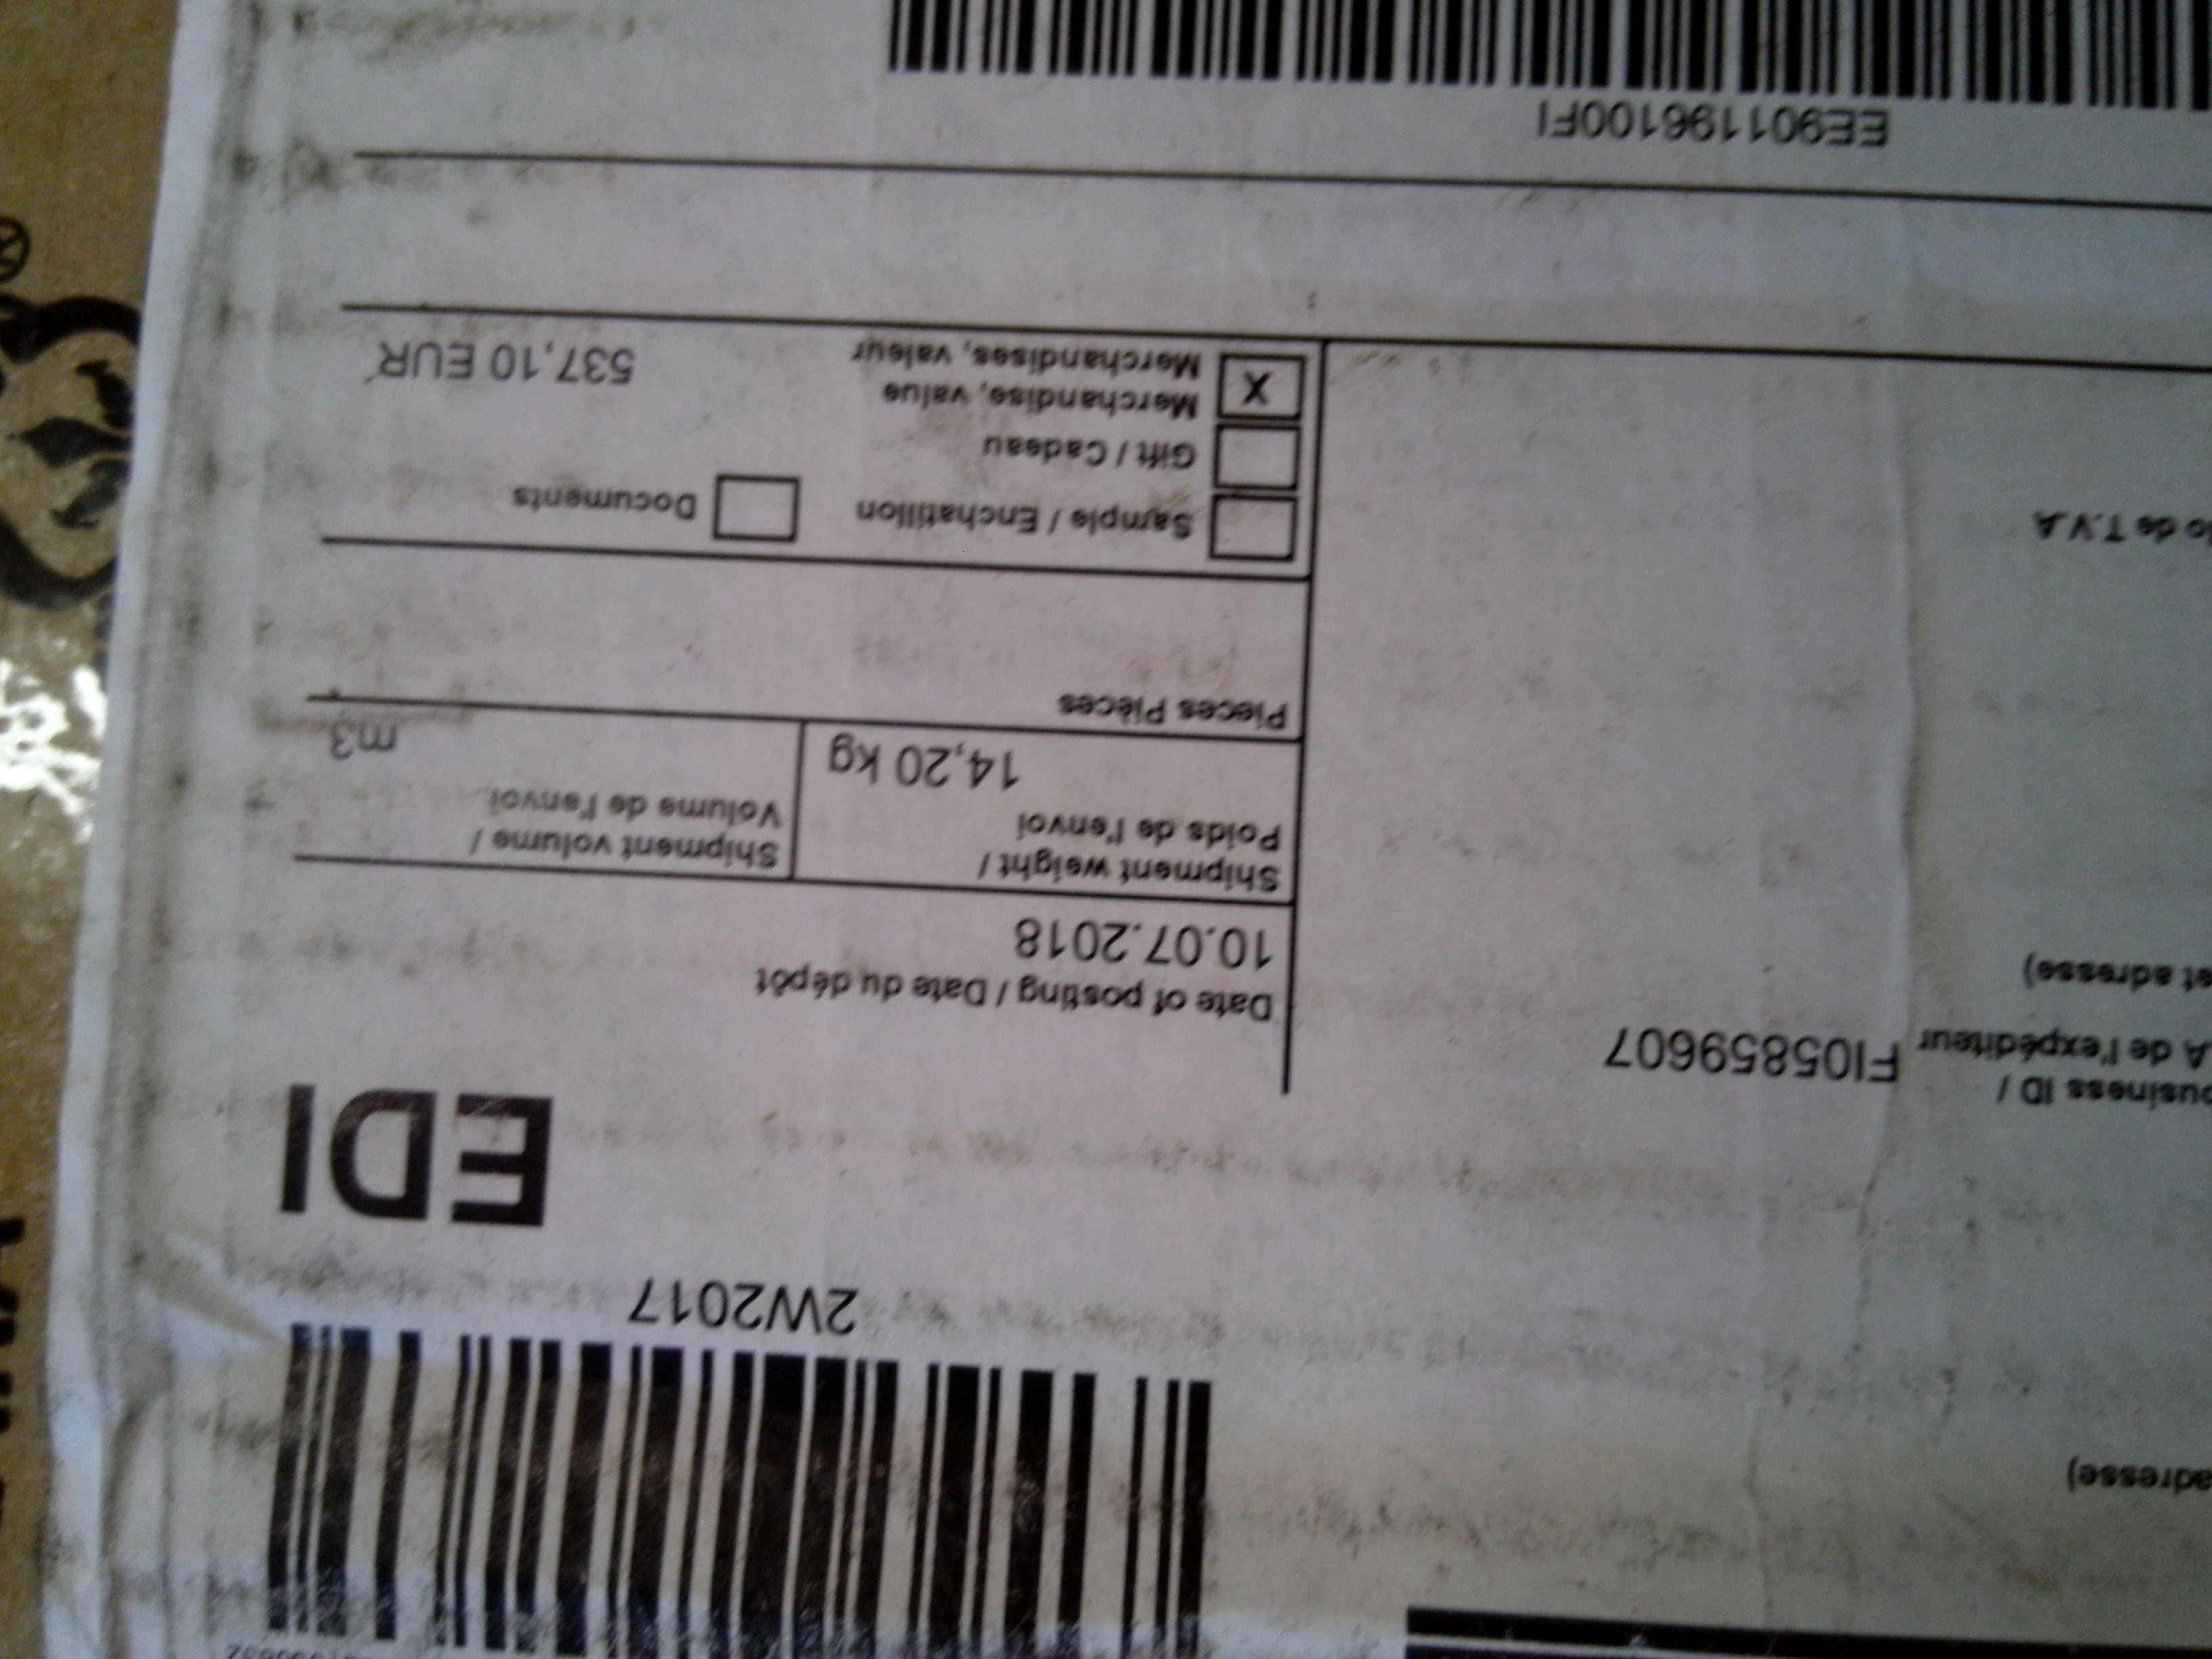 2W2017
EDI
usiness ID /
A de l'expéditeur FI05859607
et adresse)
Date of posting / Date du dépôt
10.07.2018
Shipment weight /
Poids de l'envoi
14,20 kg
Shipment volume /
Volume de l'envoi
m3
Pieces Pièces
o de T.V.A
Sample / Enchatillon
Documents
Gift / Cadeau
X Merchandise, value
Merchandises, valeur
537,10 EUR
EE901196100FI
adresse)